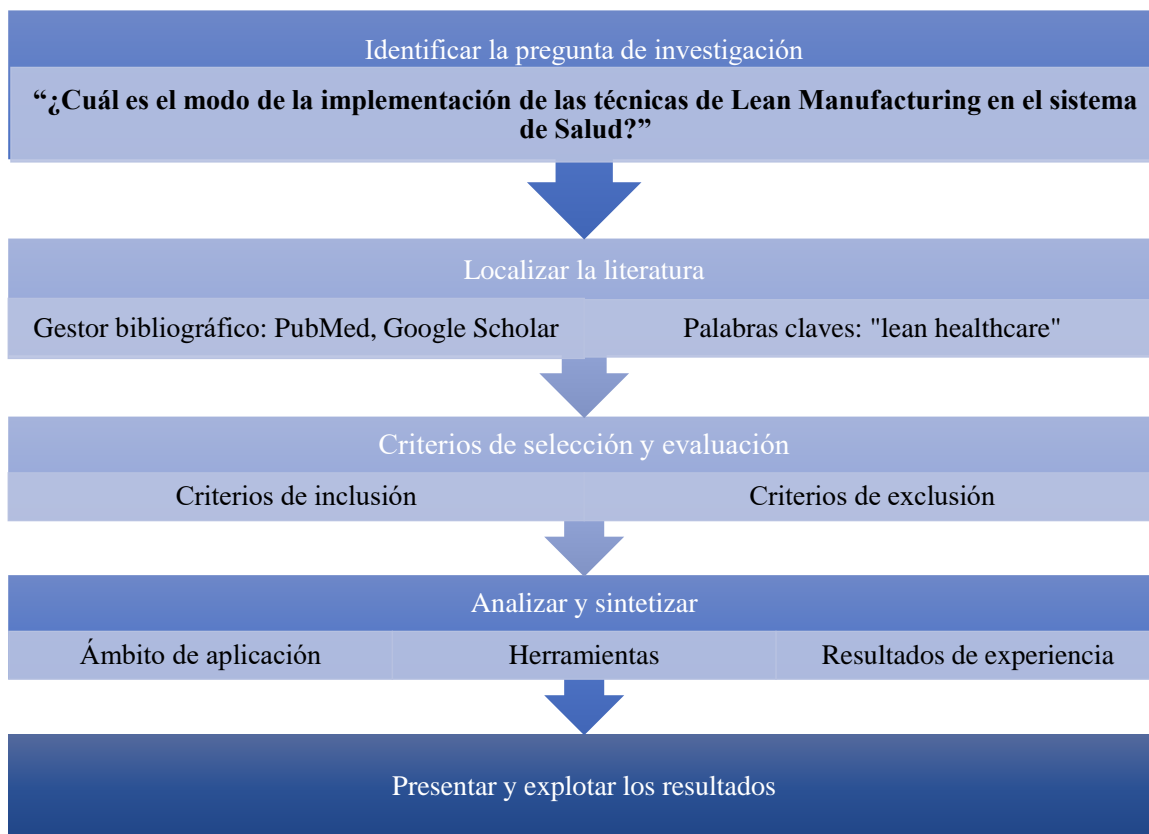 Identificar la pregunta de investigación
“¿Cuál es el modo de la implementación de las técnicas de Lean Manufacturing en el sistema
de Salud?”
Localizar la literatura
Gestor bibliográfico: PubMed, Google Scholar
Palabras claves: "lean healthcare"
Criterios de selección y evaluación
Criterios de inclusión
Criterios de exclusión
Analizar y sintetizar
Ámbito de aplicación
Herramientas
Resultados de experiencia
Presentar y explotar los resultados